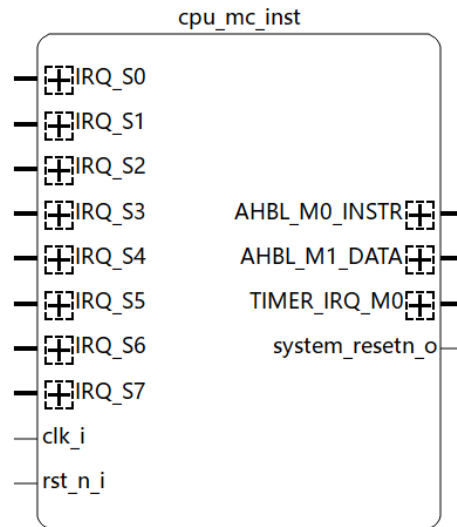 cpu_mc_inst
IRQ_S0
IRQ_S1
IRQ_S2
IRQ_S3
IRQ_S4
IRQ_S5
IRQ_S6
IRQ_S7
clk_i
rst_n_i
AHBL_M0_INSTR
AHBL_M1_DATA
TIMER_IRQ_M0
system_resetn_o